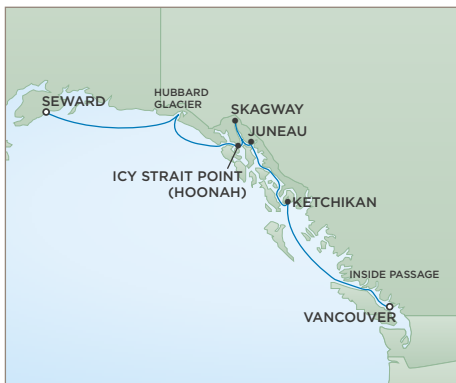 HUBBARD
GLACIER
SEWARD
SKAGWAY
JUNEAU
ICY STRAIT POINT
(HOONAH)
KETCHIKAN
INSIDE PASSAGE
VANCOUVER